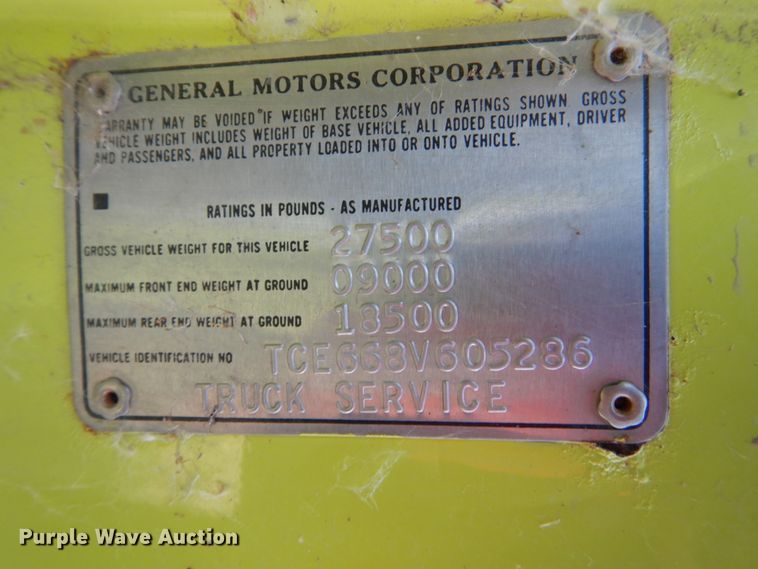 GENERAL MOTORS CORPORATION
WARRANTY MAY BE VOIDED IF WEIGHT EXCEEDS ANY OF RATINGS SHOWN. GROSS
VEHICLE WEIGHT INCLUDES WEIGHT OF BASE VEHICLE, ALL ADDED EQUIPMENT, DRIVER
AND PASSENGERS, AND ALL PROPERTY LOADED INTO OR ONTO VEHICLE.
RATINGS IN POUNDS - AS MANUFACTURED
GROSS VEHICLE WEIGHT FOR THIS VEHICLE 27500
MAXIMUM FRONT END WEIGHT AT GROUND 09000
MAXIMUM REAR END WEIGHT AT GROUND 18500
VEHICLE IDENTIFICATION NO TCE668V605286
TRUCK SERVICE
Purple Wave Auction